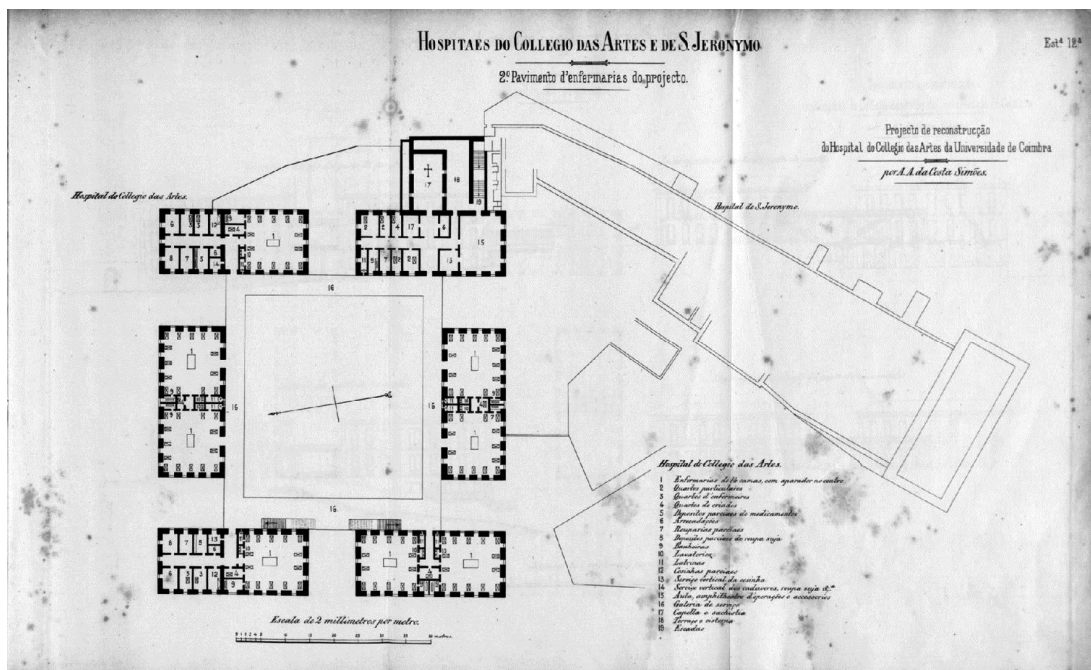 HOSPITAES DO COLLEGIO DAS ARTES E DE S. JERONYMO
Est.ª 12.ª
2.º Pavimento d'enfermarias do projecto.
Projecto de reconstrucção
do Hospital do Collegio das Artes da Universidade de Coimbra
por A. A. da Costa Simões.
Hospital do Collegio das Artes.
Hospital de S. Jeronymo.
Hospital do Collegio das Artes.
1 Enfermarias de camas, com aparador no centro
2 Quartos particulares
3 Quartos d'enfermeiros
4 Quartos de criados
5 Depositos parciaes de medicamentos
6 Arrecadações
7 Rouparias parciaes
8 Depositos parciaes de roupa suja
9 Banheiras
10 Lavatorios
11 Latrinas
12 Cosinhas parciaes
13 Serviço vertical da cosinha
14 Serviço vertical dos cadaveres, roupa suja &.ª
15 Aula, amphitheatro d'operações e accessorios
16 Galeria de serviço
17 Capella e sachristia
18 Terraço e cisterna
19 Escadas
Escala de 2 millimetros por metro.